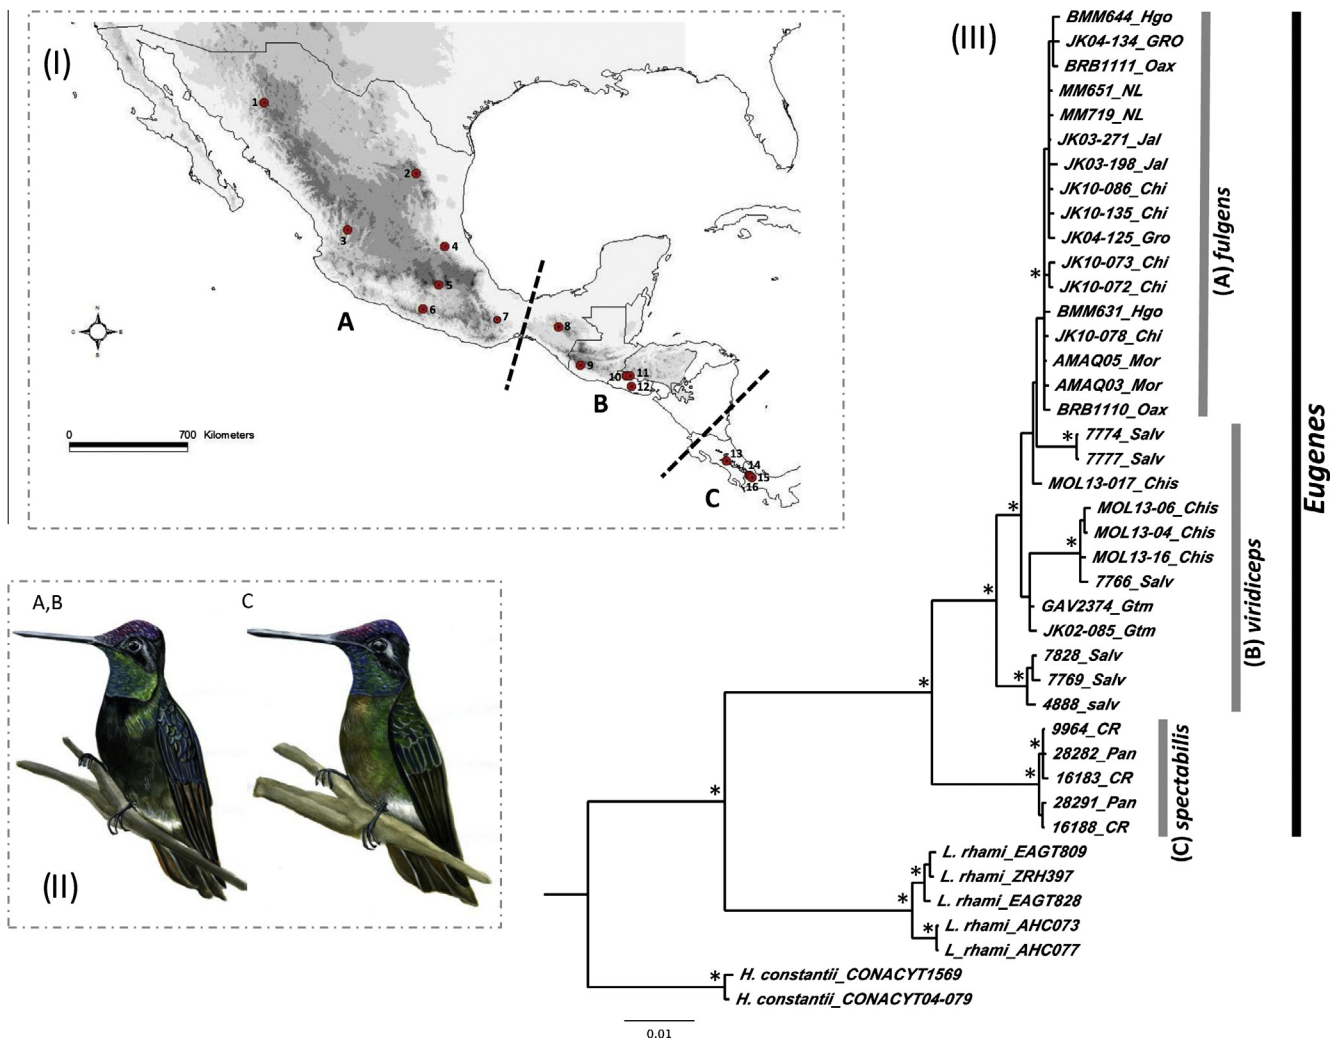 (I)
1
2
3
4
5
6
7
8
9
10
11
12
13
14
15
16
A
B
C
N
S
0 700 Kilometers
A,B
C
(II)
(III)
BMM644_Hgo
JK04-134_GRO
BRB1111_Oax
MM651_NL
MM719_NL
JK03-271_Jal
JK03-198_Jal
JK10-086_Chi
JK10-135_Chi
JK04-125_Gro
JK10-073_Chi
JK10-072_Chi
BMM631_Hgo
JK10-078_Chi
AMAQ05_Mor
AMAQ03_Mor
BRB1110_Oax
7774_Salv
7777_Salv
MOL13-017_Chis
MOL13-06_Chis
MOL13-04_Chis
MOL13-16_Chis
7766_Salv
GAV2374_Gtm
JK02-085_Gtm
7828_Salv
7769_Salv
4888_salv
9964_CR
28282_Pan
16183_CR
28291_Pan
16188_CR
L. rhami_EAGT809
L. rhami_ZRH397
L. rhami_EAGT828
L. rhami_AHC073
L_rhami_AHC077
H. constantii_CONACYT1569
H. constantii_CONACYT04-079
(A) fulgens
(B) viridiceps
(C) spectabilis
Eugenes
0.01